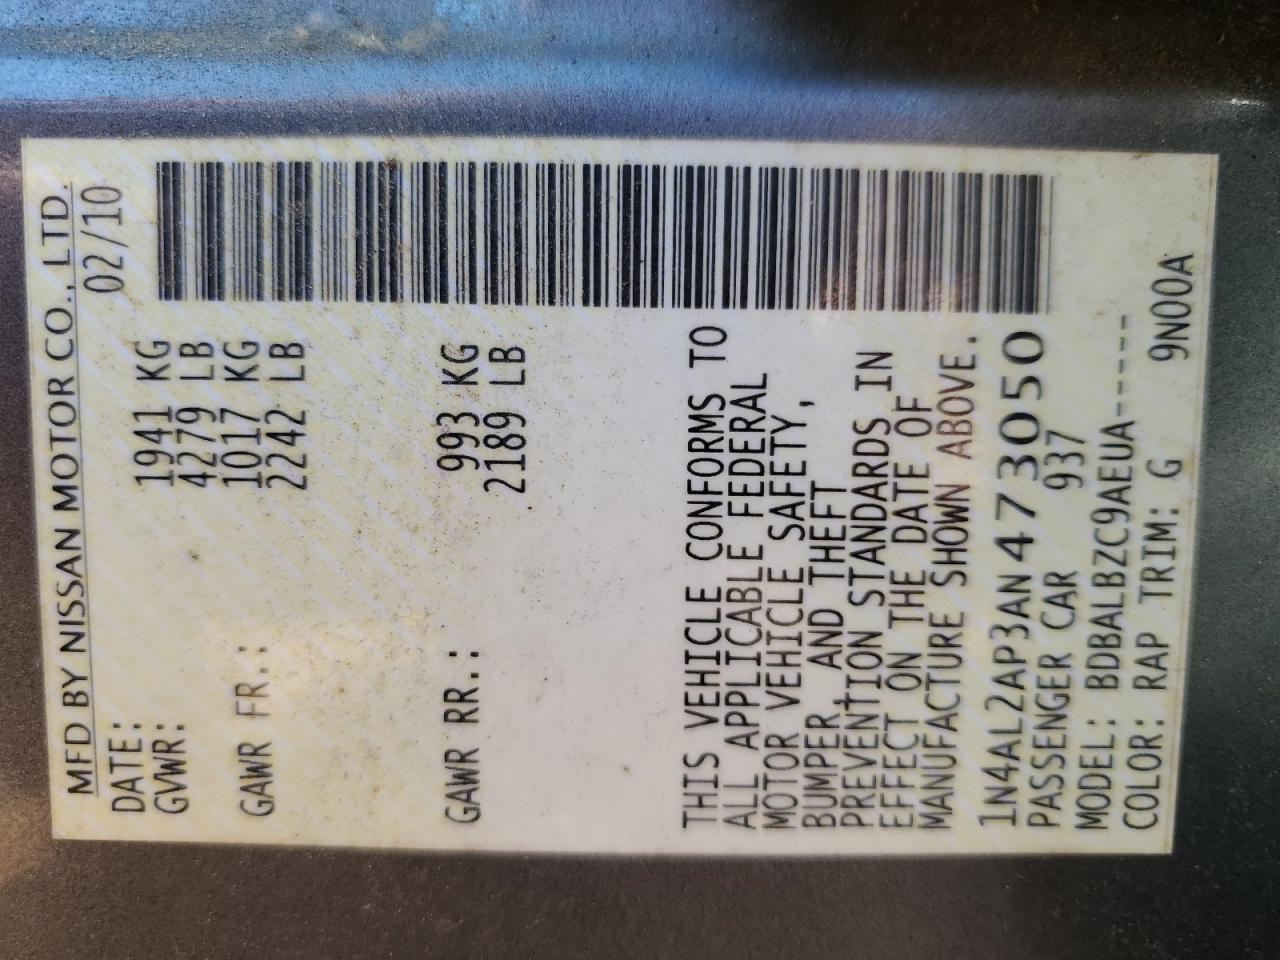 MFD BY NISSAN MOTOR CO., LTD.
DATE: 02/10
GVWR: 1941 KG
4279 LB
GAWR FR.: 1017 KG
2242 LB
GAWR RR.: 993 KG
2189 LB
THIS VEHICLE CONFORMS TO
ALL APPLICABLE FEDERAL
MOTOR VEHICLE SAFETY,
BUMPER, AND THEFT
PREVENTION STANDARDS IN
EFFECT ON THE DATE OF
MANUFACTURE SHOWN ABOVE.
1N4AL2AP3AN473050
PASSENGER CAR 937
MODEL: BDBALBZC9AEUA-----
COLOR: RAP TRIM: G 9N00A